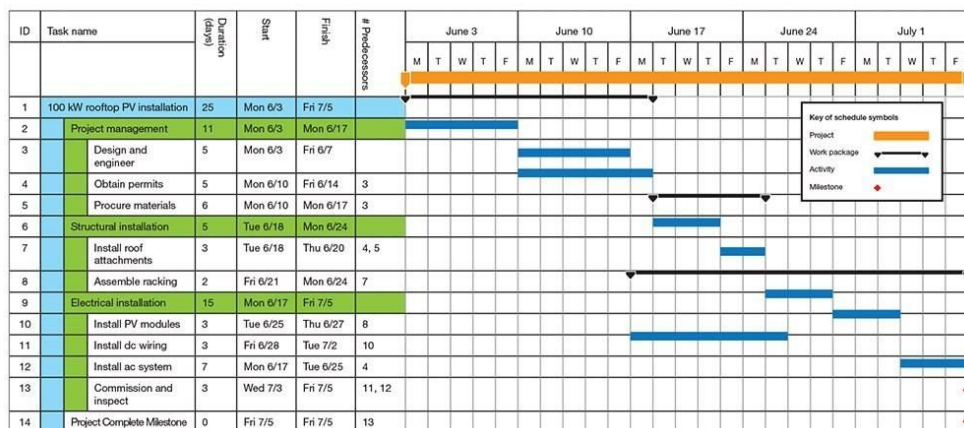 ID Task name Duration (days) Start Finish # Predecessors June 3 June 10 June 17 June 24 July 1
M T W T F M T W T F M T W T F M T W T F M T W T F
1 100 kW rooftop PV installation 25 Mon 6/3 Fri 7/5
2 Project management 11 Mon 6/3 Mon 6/17
3 Design and engineer 5 Mon 6/3 Fri 6/7
4 Obtain permits 5 Mon 6/10 Fri 6/14 3
5 Procure materials 6 Mon 6/10 Mon 6/17 3
6 Structural installation 5 Tue 6/18 Mon 6/24
7 Install roof attachments 3 Tue 6/18 Thu 6/20 4, 5
8 Assemble racking 2 Fri 6/21 Mon 6/24 7
9 Electrical installation 15 Mon 6/17 Fri 7/5
10 Install PV modules 3 Tue 6/25 Thu 6/27 8
11 Install dc wiring 3 Fri 6/28 Tue 7/2 10
12 Install ac system 7 Mon 6/17 Tue 6/25 4
13 Commission and inspect 3 Wed 7/3 Fri 7/5 11, 12
14 Project Complete Milestone 0 Fri 7/5 Fri 7/5 13
Key of schedule symbols
Project
Work package
Activity
Milestone